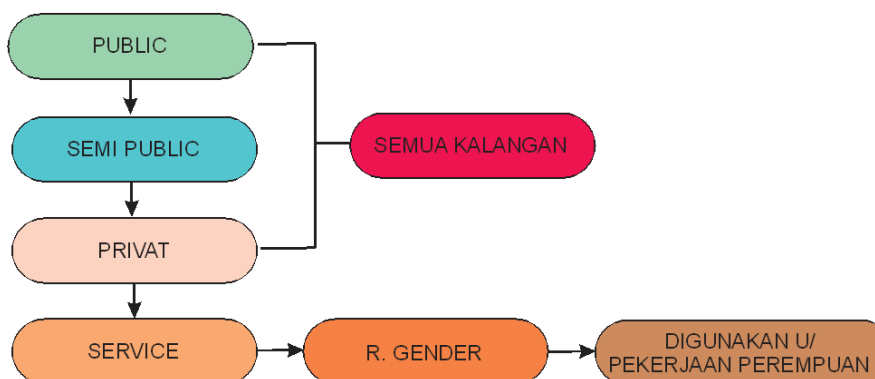 PUBLIC
SEMI PUBLIC
SEMUA KALANGAN
PRIVAT
SERVICE
R. GENDER
DIGUNAKAN U/
PEKERJAAN PEREMPUAN